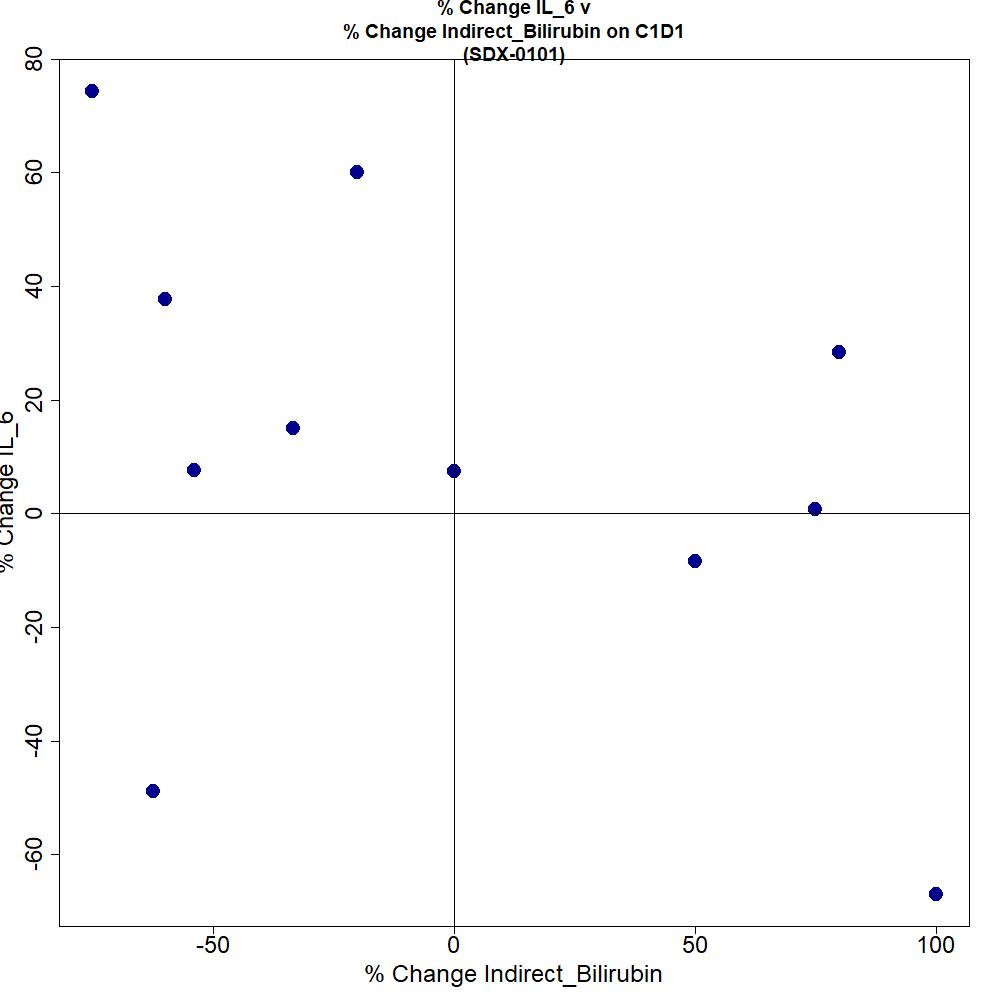 % Change IL_6 v
% Change Indirect_Bilirubin on C1D1
(SDX-0101)
80
60
40
20
0
-20
-40
-60
% Change IL_6
-50
0
50
100
% Change Indirect_Bilirubin